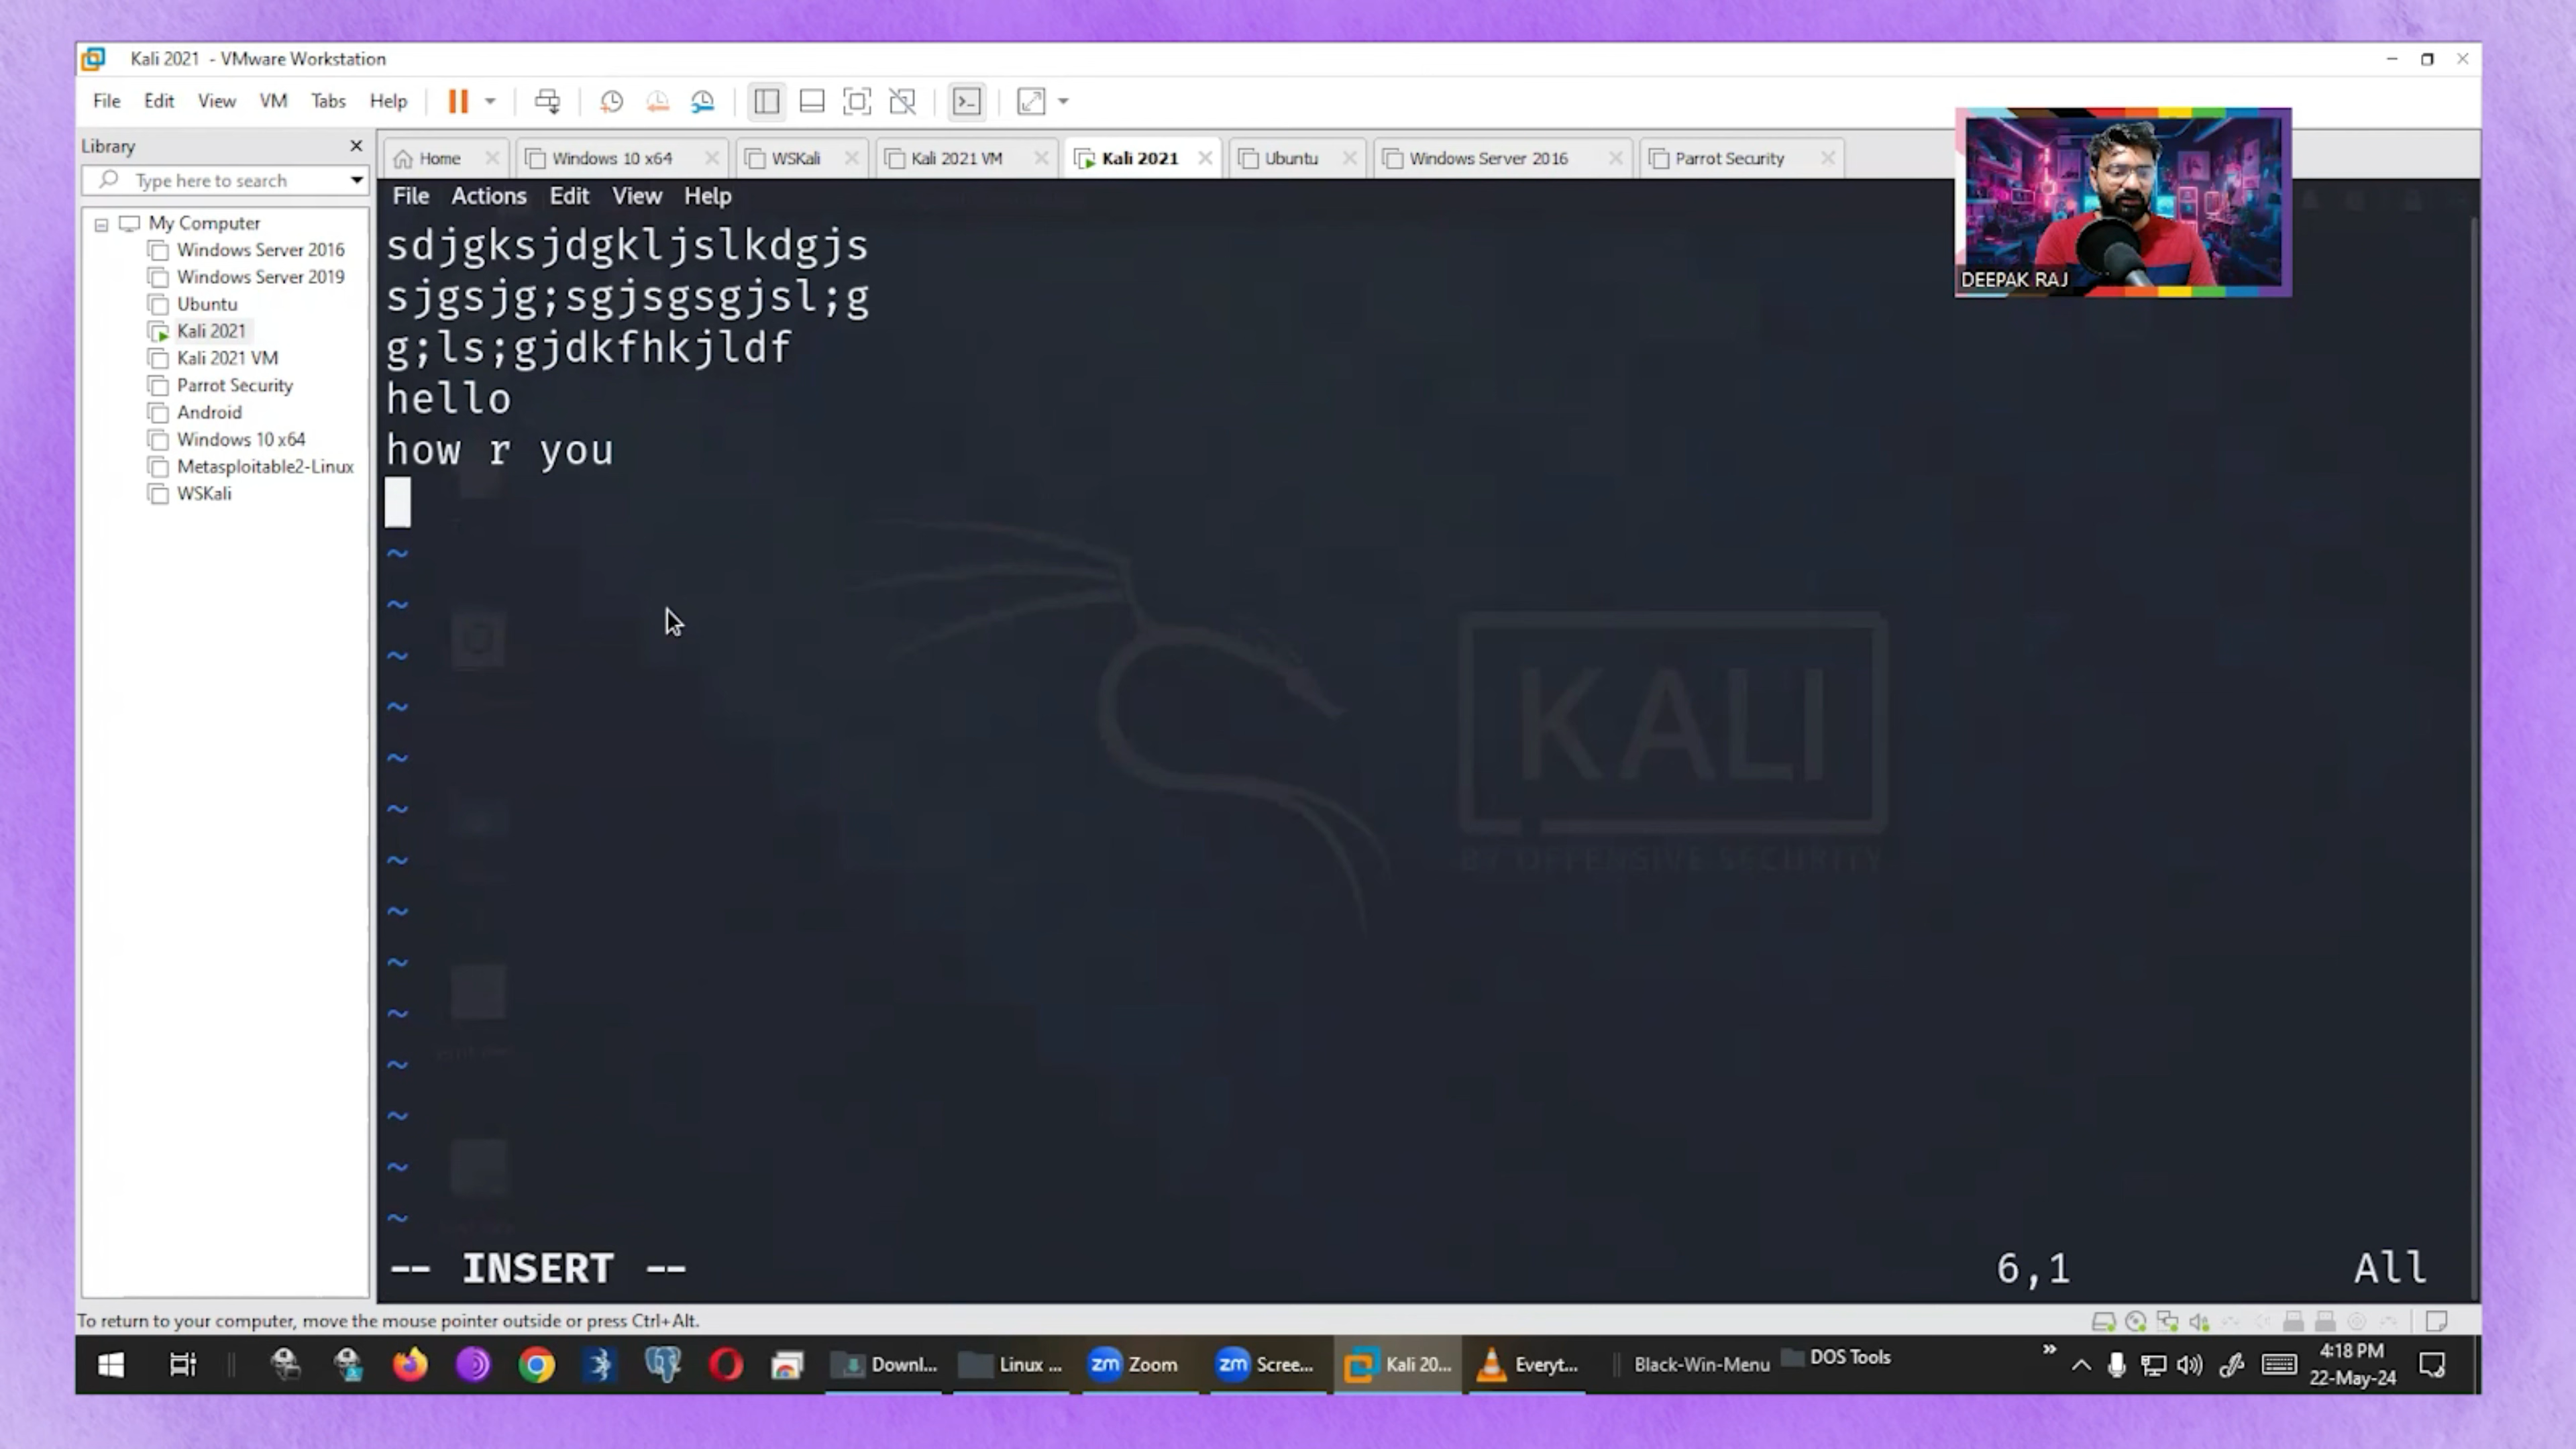 Kali 2021 - VMware Workstation
File Edit View VM Tabs Help
Library
Type here to search
Home Windows 10 x64 WSKali Kali 2021 VM Kali 2021 Ubuntu Windows Server 2016 Parrot Security
My Computer
Windows Server 2016
Windows Server 2019
Ubuntu
Kali 2021
Kali 2021 VM
Parrot Security
Android
Windows 10 x64
Metasploitable2-Linux
WSKali
File Actions Edit View Help
sdjgksjdgkljslkdgjs
sjgsjg;sgjsgsgjsl;g
g;ls;gjdkfhkjldf
hello
how r you
~
~
~
~
~
~
~
~
~
~
~
~
~
~
-- INSERT -- 6,1 All
DEEPAK RAJ
KALI
BY OFFENSIVE SECURITY
To return to your computer, move the mouse pointer outside or press Ctrl+Alt.
Downl... Linux ... zm Zoom zm Scree... Kali 20... Everyt... Black-Win-Menu DOS Tools
4:18 PM
22-May-24